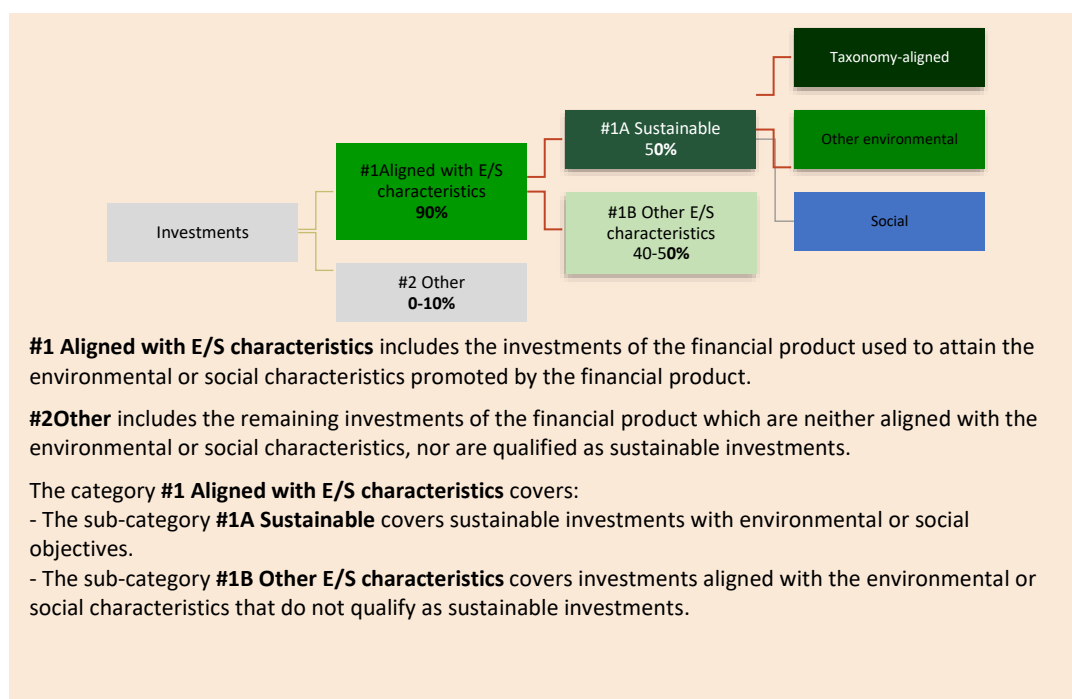 Taxonomy-aligned
#1A Sustainable
50%
Other environmental
#1Aligned with E/S
characteristics
90%
#1B Other E/S
characteristics
40-50%
Social
Investments
#2 Other
0-10%
#1 Aligned with E/S characteristics includes the investments of the financial product used to attain the
environmental or social characteristics promoted by the financial product.
#2Other includes the remaining investments of the financial product which are neither aligned with the
environmental or social characteristics, nor are qualified as sustainable investments.
The category #1 Aligned with E/S characteristics covers:
- The sub-category #1A Sustainable covers sustainable investments with environmental or social
objectives.
- The sub-category #1B Other E/S characteristics covers investments aligned with the environmental or
social characteristics that do not qualify as sustainable investments.